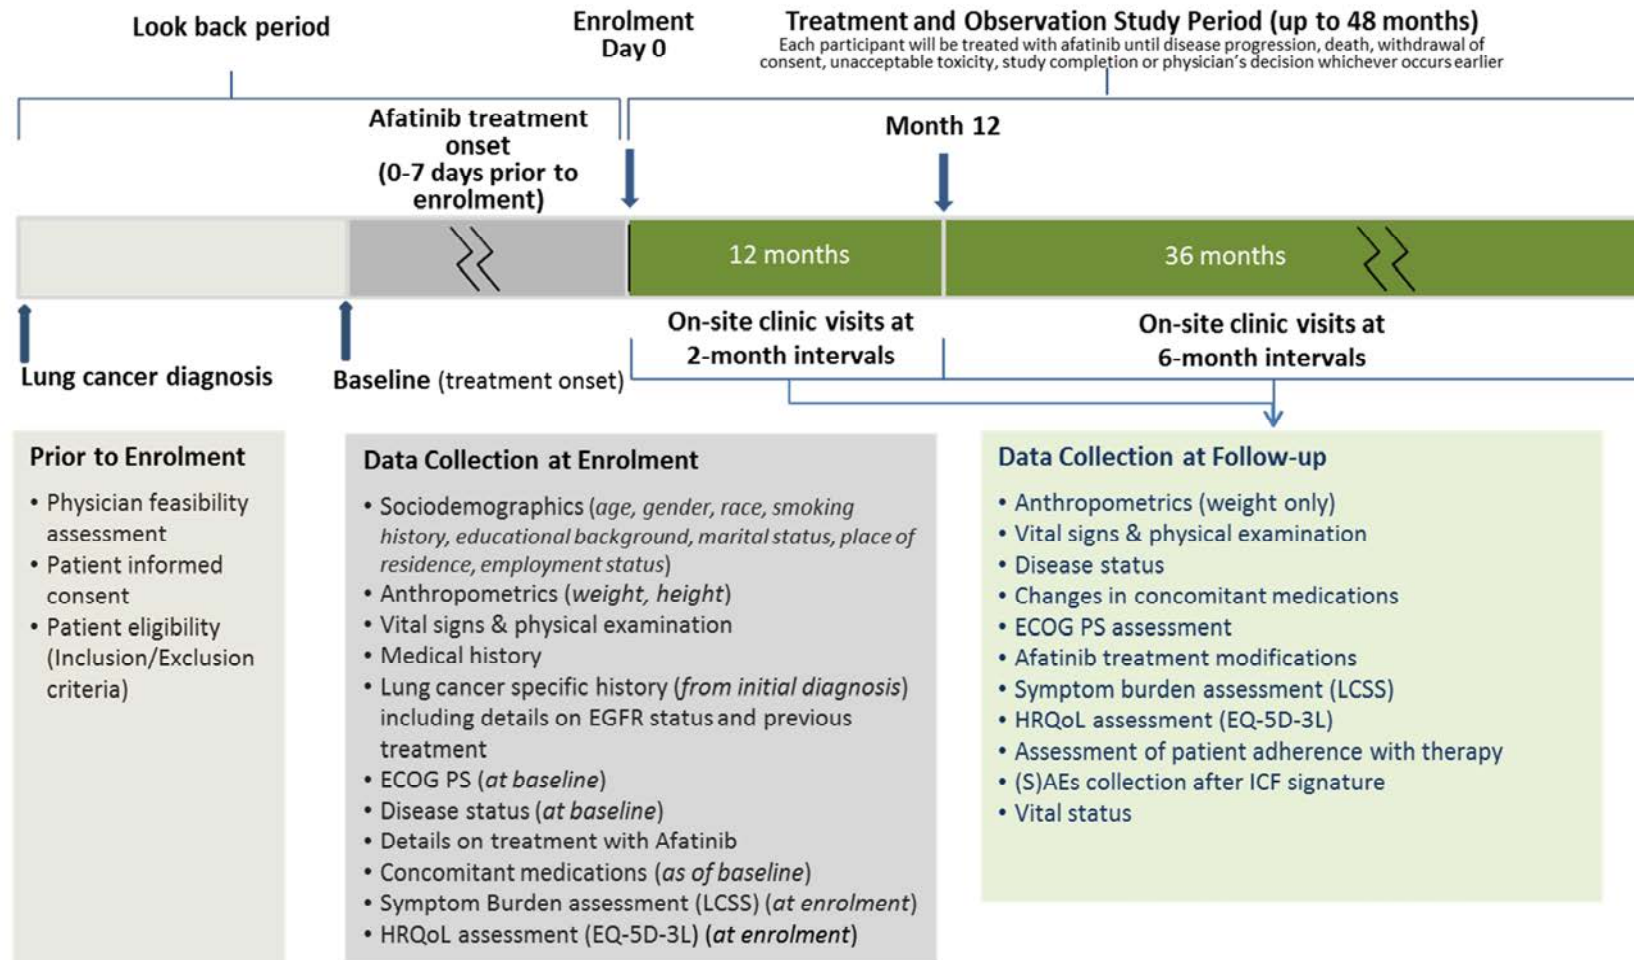 Look back period
Enrolment
Day 0
Treatment and Observation Study Period (up to 48 months)
Each participant will be treated with afatinib until disease progression, death, withdrawal of
consent, unacceptable toxicity, study completion or physician´s decision whichever occurs earlier
Afatinib treatment
onset
(0-7 days prior to
enrolment)
Month 12
12 months
36 months
On-site clinic visits at
2-month intervals
On-site clinic visits at
6-month intervals
Lung cancer diagnosis
Baseline (treatment onset)
Prior to Enrolment
• Physician feasibility
assessment
• Patient informed
consent
• Patient eligibility
(Inclusion/Exclusion
criteria)
Data Collection at Enrolment
• Sociodemographics (age, gender, race, smoking
history, educational background, marital status, place of
residence, employment status)
• Anthropometrics (weight, height)
• Vital signs & physical examination
• Medical history
• Lung cancer specific history (from initial diagnosis)
including details on EGFR status and previous
treatment
• ECOG PS (at baseline)
• Disease status (at baseline)
• Details on treatment with Afatinib
• Concomitant medications (as of baseline)
• Symptom Burden assessment (LCSS) (at enrolment)
• HRQoL assessment (EQ-5D-3L) (at enrolment)
Data Collection at Follow-up
• Anthropometrics (weight only)
• Vital signs & physical examination
• Disease status
• Changes in concomitant medications
• ECOG PS assessment
• Afatinib treatment modifications
• Symptom burden assessment (LCSS)
• HRQoL assessment (EQ-5D-3L)
• Assessment of patient adherence with therapy
• (S)AEs collection after ICF signature
• Vital status